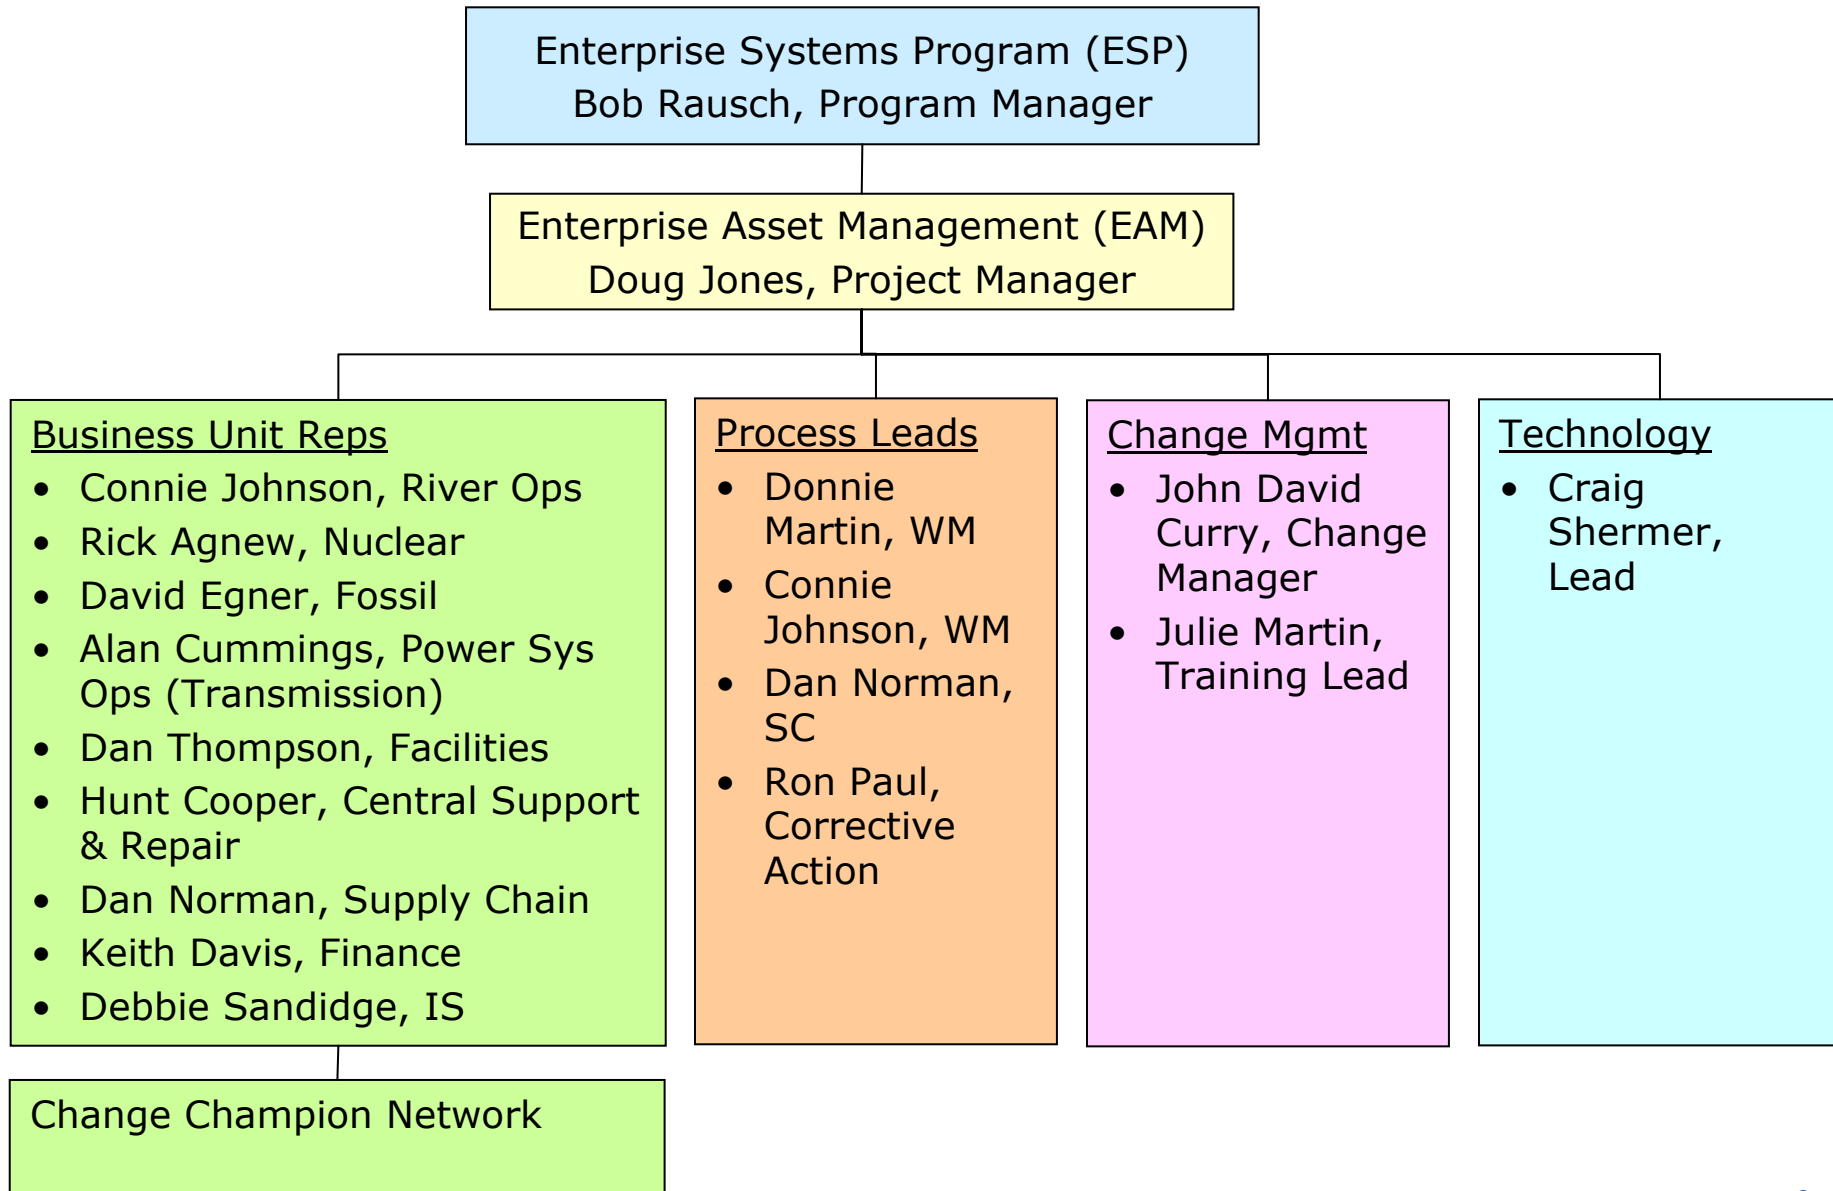 Enterprise Systems Program (ESP)
Bob Rausch, Program Manager
Enterprise Asset Management (EAM)
Doug Jones, Project Manager
Business Unit Reps
• Connie Johnson, River Ops
• Rick Agnew, Nuclear
• David Egner, Fossil
• Alan Cummings, Power Sys
Ops (Transmission)
• Dan Thompson, Facilities
• Hunt Cooper, Central Support
& Repair
• Dan Norman, Supply Chain
• Keith Davis, Finance
• Debbie Sandidge, IS
Process Leads
• Donnie
Martin, WM
• Connie
Johnson, WM
• Dan Norman,
SC
• Ron Paul,
Corrective
Action
Change Mgmt
• John David
Curry, Change
Manager
• Julie Martin,
Training Lead
Technology
• Craig
Shermer,
Lead
Change Champion Network